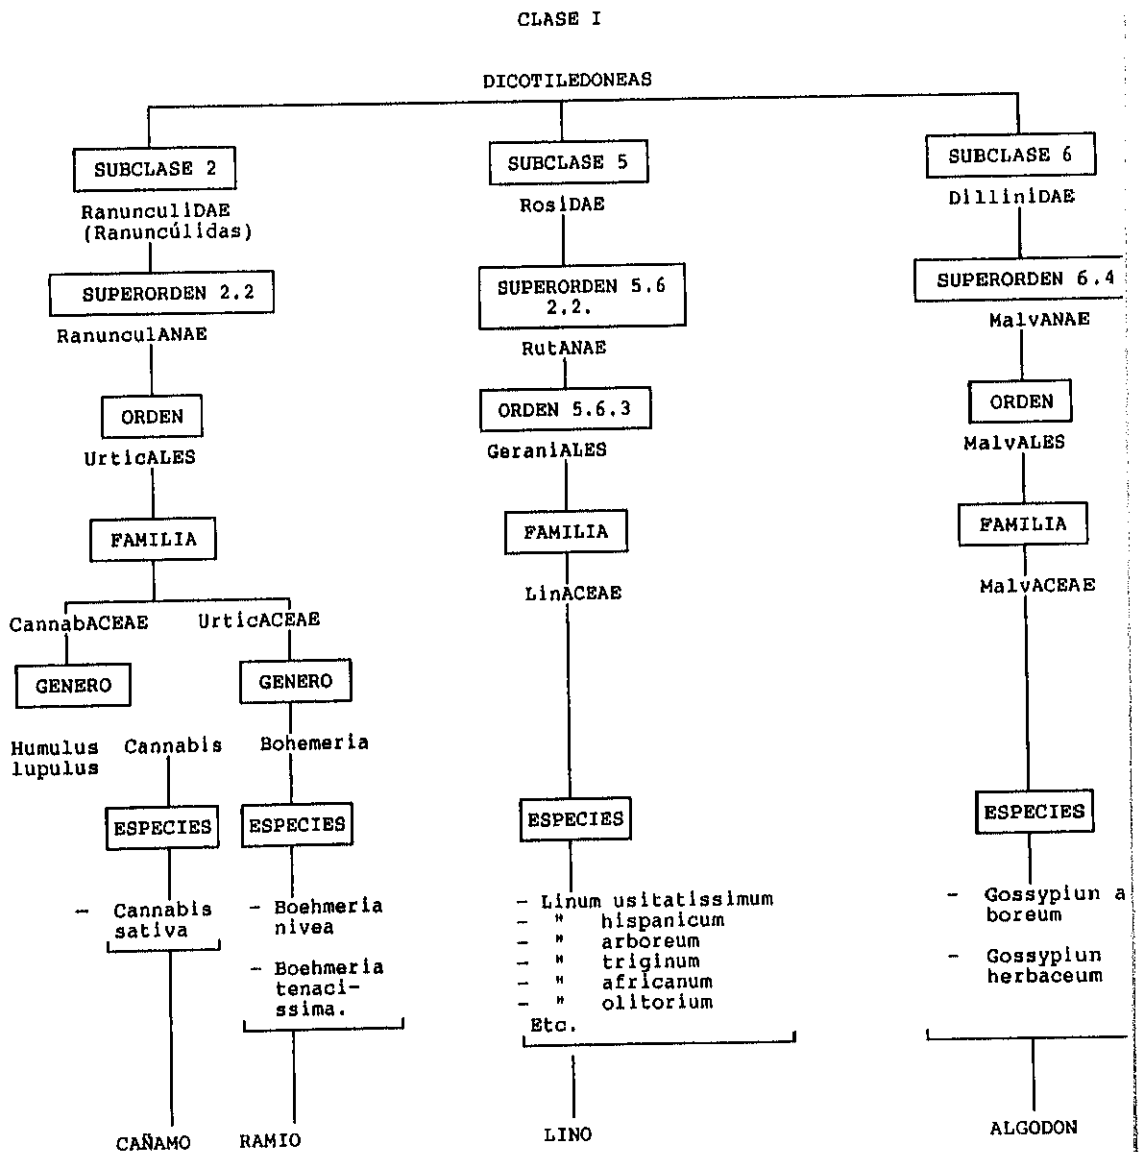 CLASE I
DICOTILEDONEAS
SUBCLASE 2
RanunculiDAE
(Ranuncúlidas)
SUPERORDEN 2.2
RanunculANAE
ORDEN
UrticALES
FAMILIA
CannabACEAE
UrticACEAE
GENERO
GENERO
Humulus
lupulus
Cannabis
Bohemeria
ESPECIES
ESPECIES
- Cannabis
sativa
- Boehmeria
nivea
- Boehmeria
tenaci-
ssima.
CAÑAMO
RAMIO
SUBCLASE 5
RosiDAE
SUPERORDEN 5.6
2.2.
RutANAE
ORDEN 5.6.3
GeraniALES
FAMILIA
LinACEAE
ESPECIES
- Linum usitatissimum
- " hispanicum
- " arboreum
- " triginum
- " africanum
- " olitorium
Etc.
LINO
SUBCLASE 6
DilliniDAE
SUPERORDEN 6.4
MalvANAE
ORDEN
MalvALES
FAMILIA
MalvACEAE
ESPECIES
- Gossypiun a
boreum
- Gossypiun
herbaceum
ALGODON